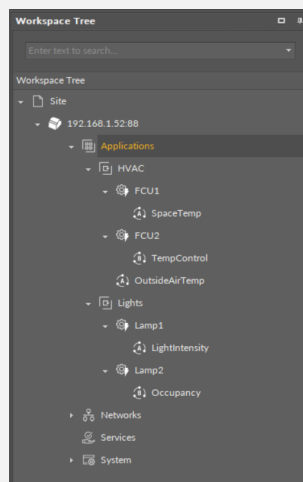 Workspace Tree
Enter text to search...
Workspace Tree
Site
192.168.1.52:88
Applications
HVAC
FCU1
SpaceTemp
FCU2
TempControl
OutsideAirTemp
Lights
Lamp1
LightIntensity
Lamp2
Occupancy
Networks
Services
System